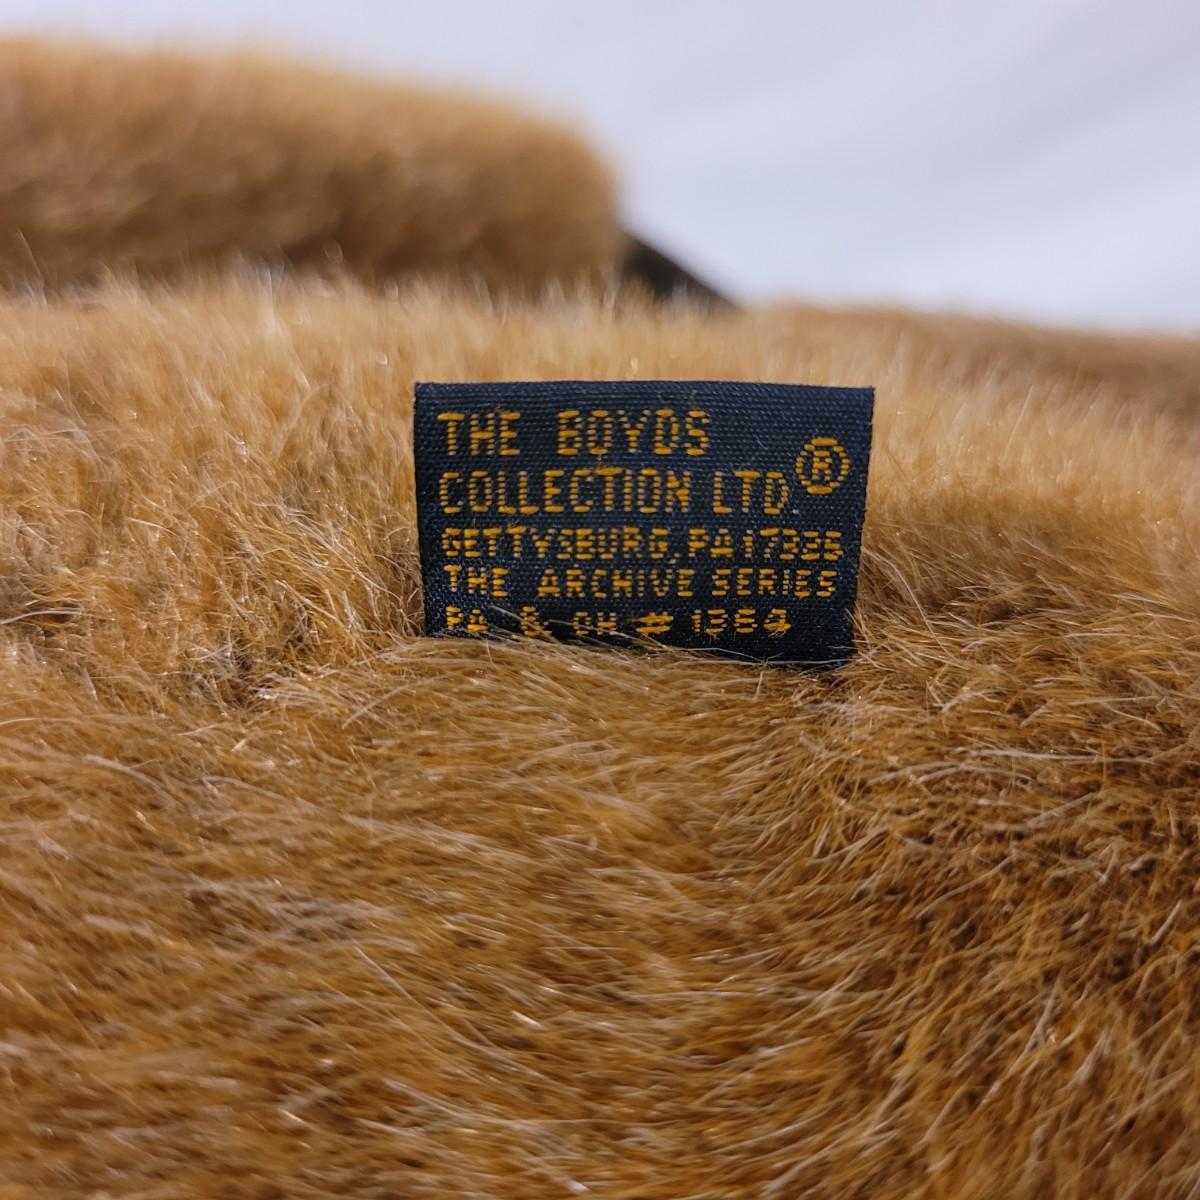 THE BOYDS
COLLECTION LTD.®
GETTYSBURG, PA 17325
THE ARCHIVE SERIES
PA & OH # 1364